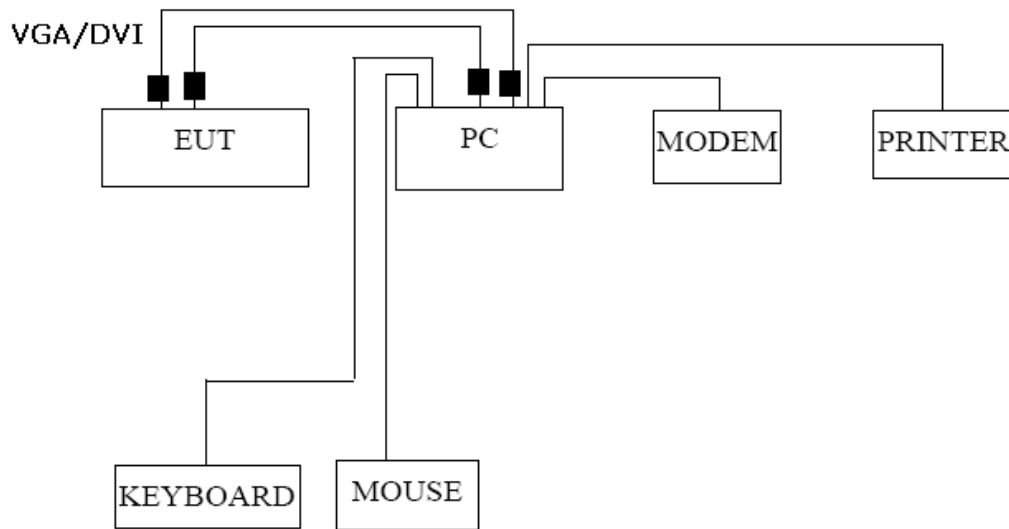 VGA/DVI
EUT
PC
MODEM
PRINTER
KEYBOARD
MOUSE